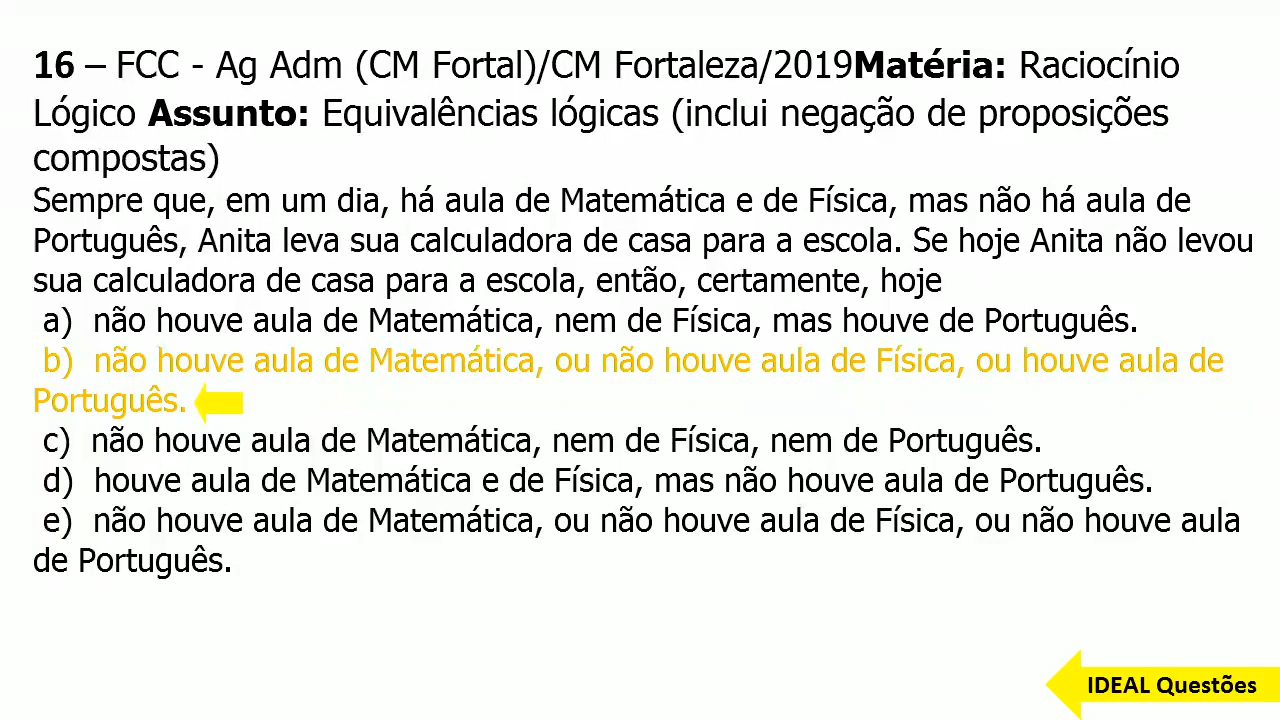 16 – FCC - Ag Adm (CM Fortal)/CM Fortaleza/2019Matéria: Raciocínio
Lógico Assunto: Equivalências lógicas (inclui negação de proposições
compostas)
Sempre que, em um dia, há aula de Matemática e de Física, mas não há aula de
Português, Anita leva sua calculadora de casa para a escola. Se hoje Anita não levou
sua calculadora de casa para a escola, então, certamente, hoje
a) não houve aula de Matemática, nem de Física, mas houve de Português.
b) não houve aula de Matemática, ou não houve aula de Física, ou houve aula de
Português.
c) não houve aula de Matemática, nem de Física, nem de Português.
d) houve aula de Matemática e de Física, mas não houve aula de Português.
e) não houve aula de Matemática, ou não houve aula de Física, ou não houve aula
de Português.
IDEAL Questões